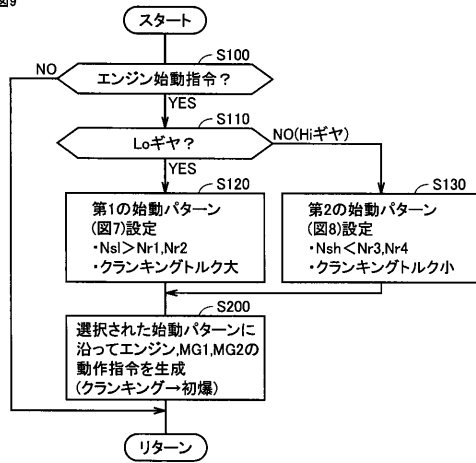 図9
スタート
S100
NO
エンジン始動指令?
YES
S110
NO(Hiギヤ)
Loギヤ?
YES
S120
S130
第1の始動パターン
(図7)設定
・Nsl>Nr1,Nr2
・クランキングトルク大
第2の始動パターン
(図8)設定
・Nsh<Nr3,Nr4
・クランキングトルク小
S200
選択された始動パターンに
沿ってエンジン,MG1,MG2の
動作指令を生成
(クランキング→初爆)
リターン